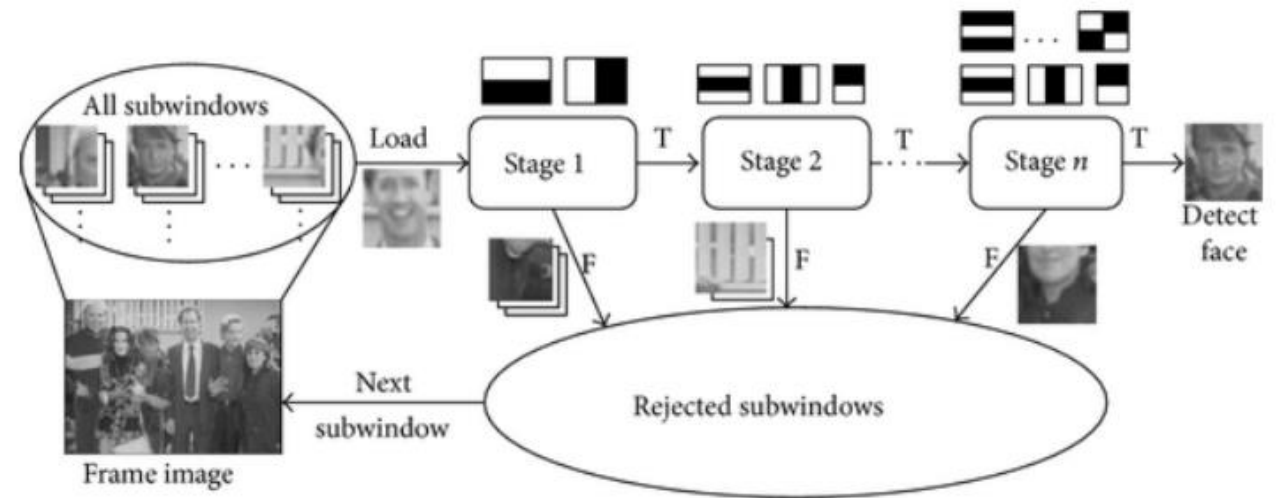 All subwindows
. . .
Load
Stage 1
T
Stage 2
T
Stage n
T
Detect
face
F
F
F
Rejected subwindows
Next
subwindow
Frame image